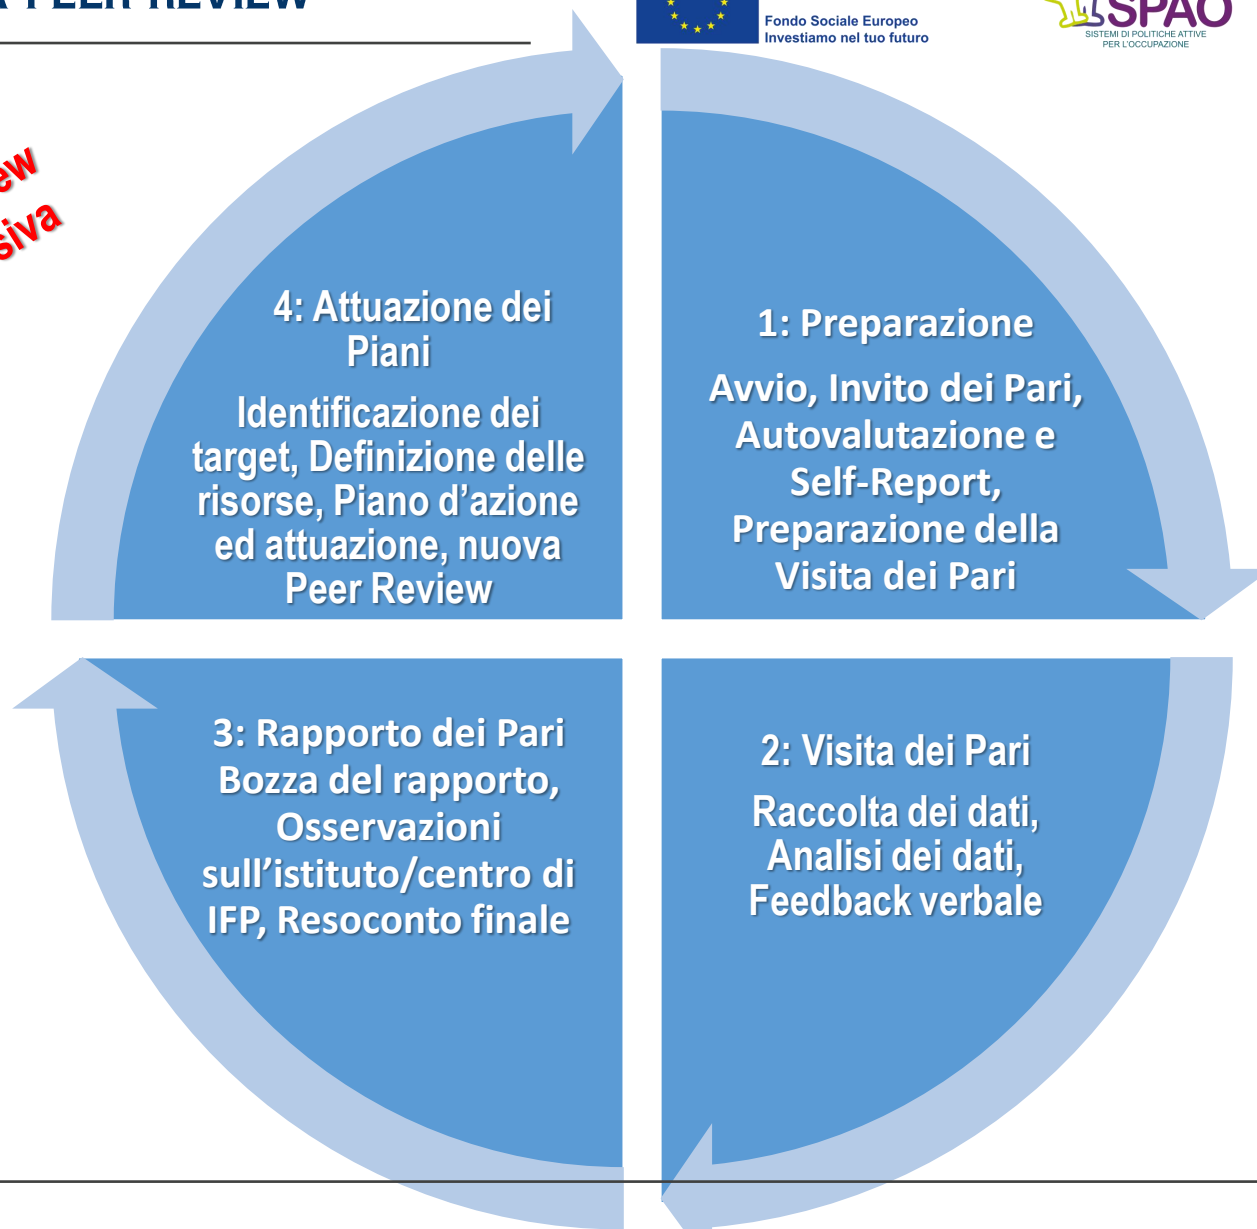 PEER REVIEW
Fondo Sociale Europeo
Investiamo nel tuo futuro
SPAO
SISTEMI DI POLITICHE ATTIVE
PER L'OCCUPAZIONE
4: Attuazione dei
Piani
Identificazione dei
target, Definizione delle
risorse, Piano d’azione
ed attuazione, nuova
Peer Review
1: Preparazione
Avvio, Invito dei Pari,
Autovalutazione e
Self-Report,
Preparazione della
Visita dei Pari
3: Rapporto dei Pari
Bozza del rapporto,
Osservazioni
sull’istituto/centro di
IFP, Resoconto finale
2: Visita dei Pari
Raccolta dei dati,
Analisi dei dati,
Feedback verbale